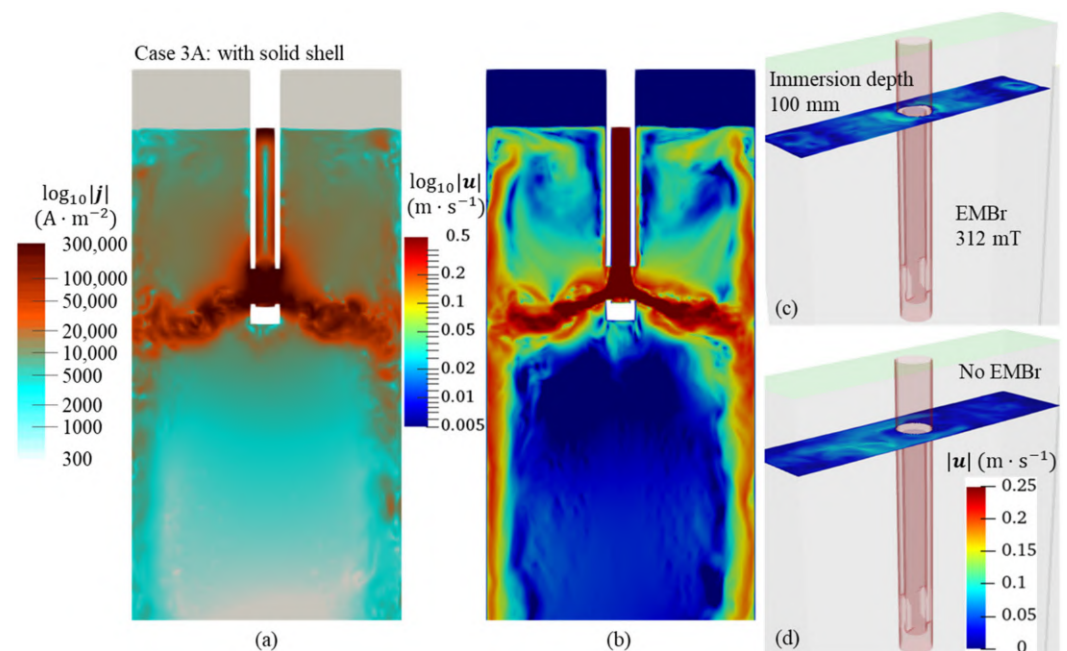 Case 3A: with solid shell
log₁₀|j|
(A · m⁻²)
300,000
100,000
50,000
20,000
10,000
5000
2000
1000
300
(a)
log₁₀|u|
(m · s⁻¹)
0.5
0.2
0.1
0.05
0.02
0.01
0.005
(b)
Immersion depth
100 mm
EMBr
312 mT
(c)
No EMBr
|u| (m · s⁻¹)
0.25
0.2
0.15
0.1
0.05
0
(d)